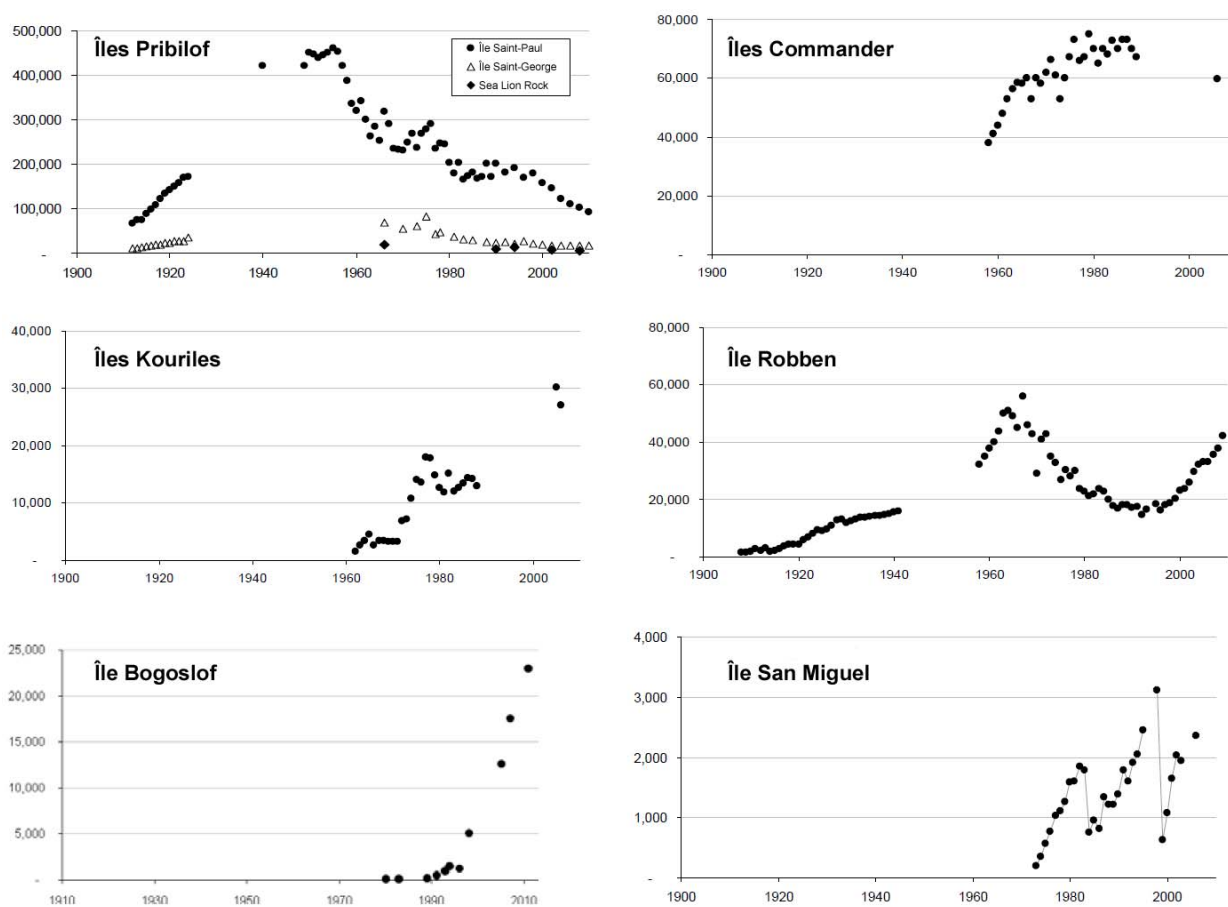 Îles Pribilof
500,000
400,000
300,000
200,000
100,000
-
1900 1920 1940 1960 1980 2000
Île Saint-Paul
Île Saint-George
Sea Lion Rock
Îles Commander
80,000
60,000
40,000
20,000
-
1900 1920 1940 1960 1980 2000
Îles Kouriles
40,000
30,000
20,000
10,000
-
1900 1920 1940 1960 1980 2000
Île Robben
80,000
60,000
40,000
20,000
-
1900 1920 1940 1960 1980 2000
Île Bogoslof
25,000
20,000
15,000
10,000
5,000
-
1910 1930 1950 1970 1990 2010
Île San Miguel
4,000
3,000
2,000
1,000
-
1900 1920 1940 1960 1980 2000